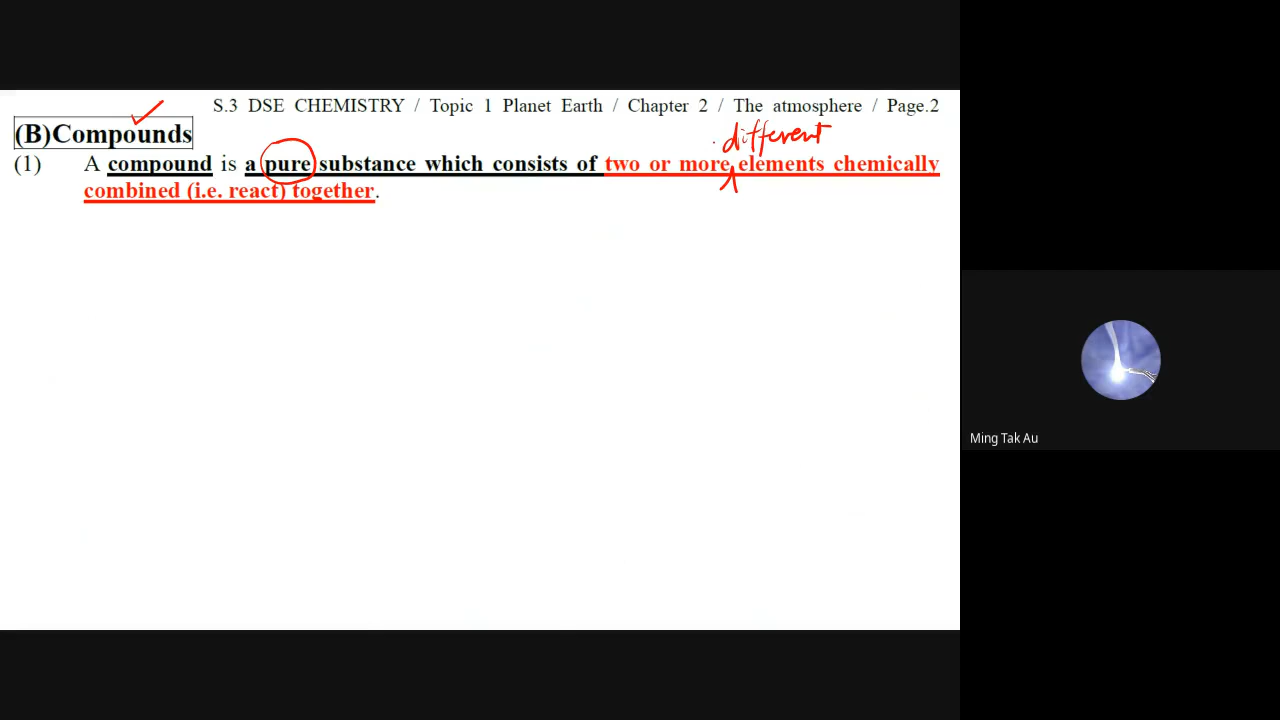 S.3 DSE CHEMISTRY / Topic 1 Planet Earth / Chapter 2 / The atmosphere / Page.2
(B)Compounds
different
(1) A compound is a pure substance which consists of two or more elements chemically
combined (i.e. react) together.
Ming Tak Au